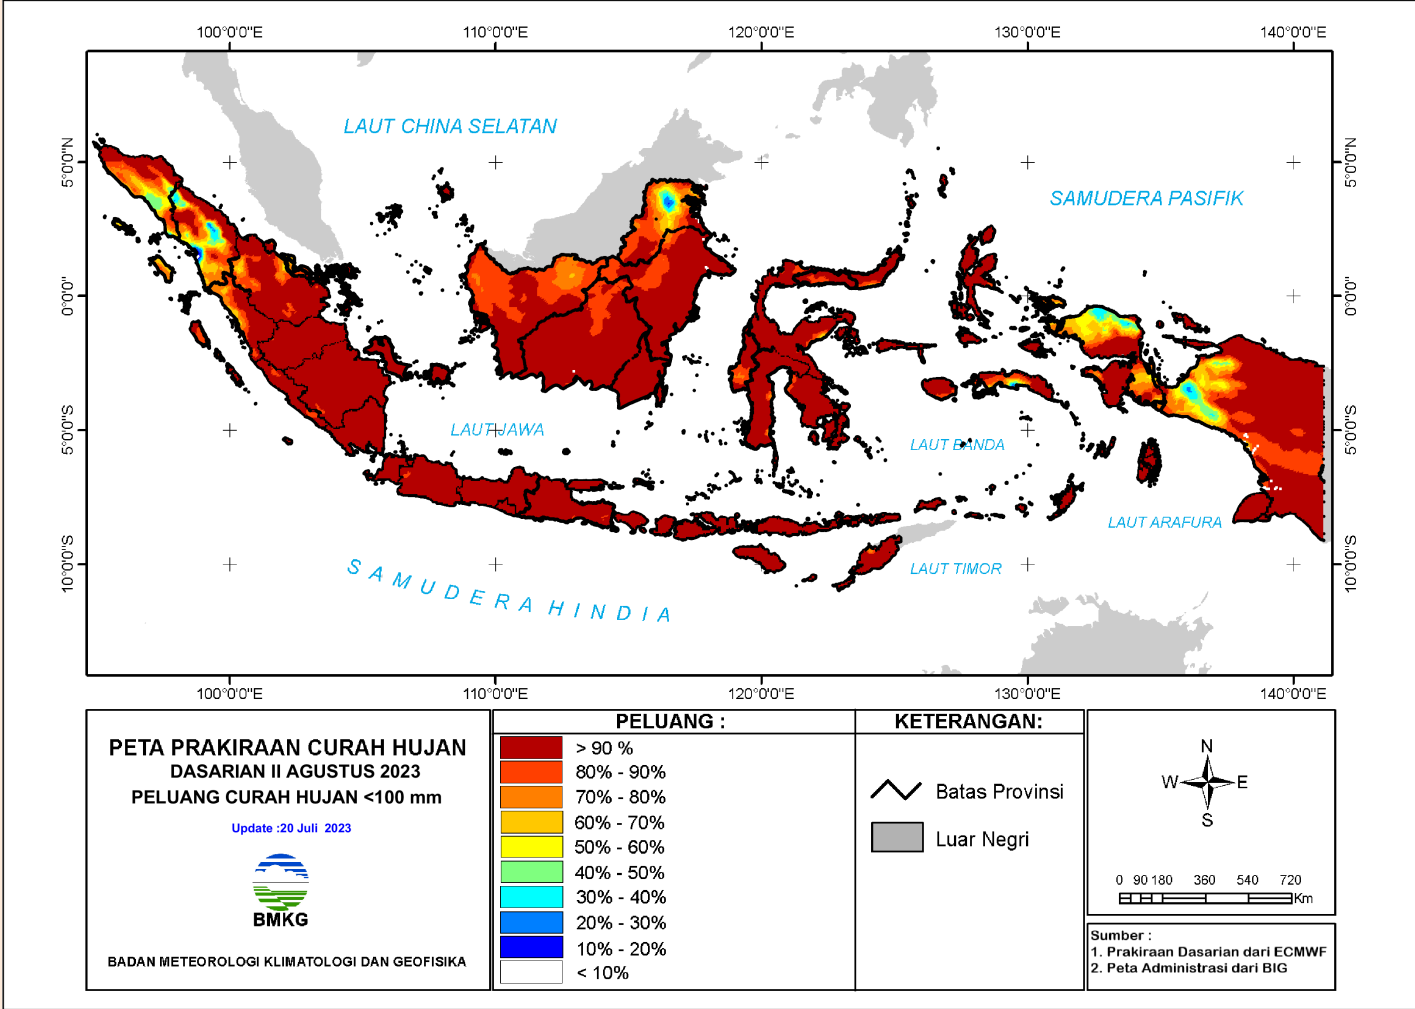 100°0'0"E 110°0'0"E 120°0'0"E 130°0'0"E 140°0'0"E
5°0'0"N 5°0'0"N
0°0'0" 0°0'0"
5°0'0"S 5°0'0"S
10°0'0"S 10°0'0"S
LAUT CHINA SELATAN
SAMUDERA PASIFIK
LAUT JAWA
LAUT BANDA
LAUT ARAFURA
LAUT TIMOR
SAMUDERA HINDIA
100°0'0"E 110°0'0"E 120°0'0"E 130°0'0"E 140°0'0"E
PETA PRAKIRAAN CURAH HUJAN
DASARIAN II AGUSTUS 2023
PELUANG CURAH HUJAN <100 mm
Update :20 Juli 2023
BMKG
BADAN METEOROLOGI KLIMATOLOGI DAN GEOFISIKA
PELUANG :
> 90 %
80% - 90%
70% - 80%
60% - 70%
50% - 60%
40% - 50%
30% - 40%
20% - 30%
10% - 20%
< 10%
KETERANGAN:
Batas Provinsi
Luar Negri
N
W E
S
0 90 180 360 540 720
Km
Sumber :
1. Prakiraan Dasarian dari ECMWF
2. Peta Administrasi dari BIG